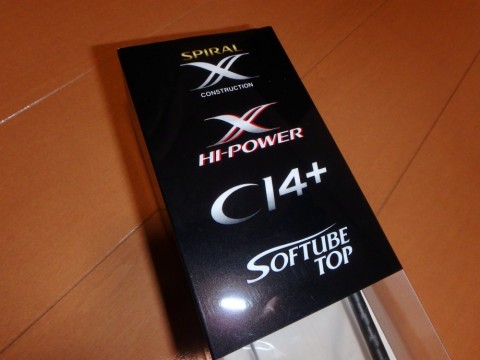 SPIRAL
X
CONSTRUCTION
X
HI-POWER
CI4+
SOFTUBE
TOP